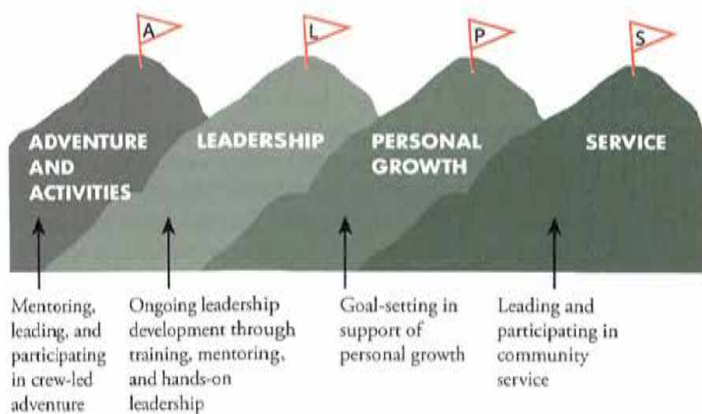 A
L
P
S
ADVENTURE
AND
ACTIVITIES
LEADERSHIP
PERSONAL
GROWTH
SERVICE
Mentoring,
leading, and
participating
in crew-led
adventure
Ongoing leadership
development through
training, mentoring,
and hands-on
leadership
Goal-setting in
support of
personal growth
Leading and
participating in
community
service